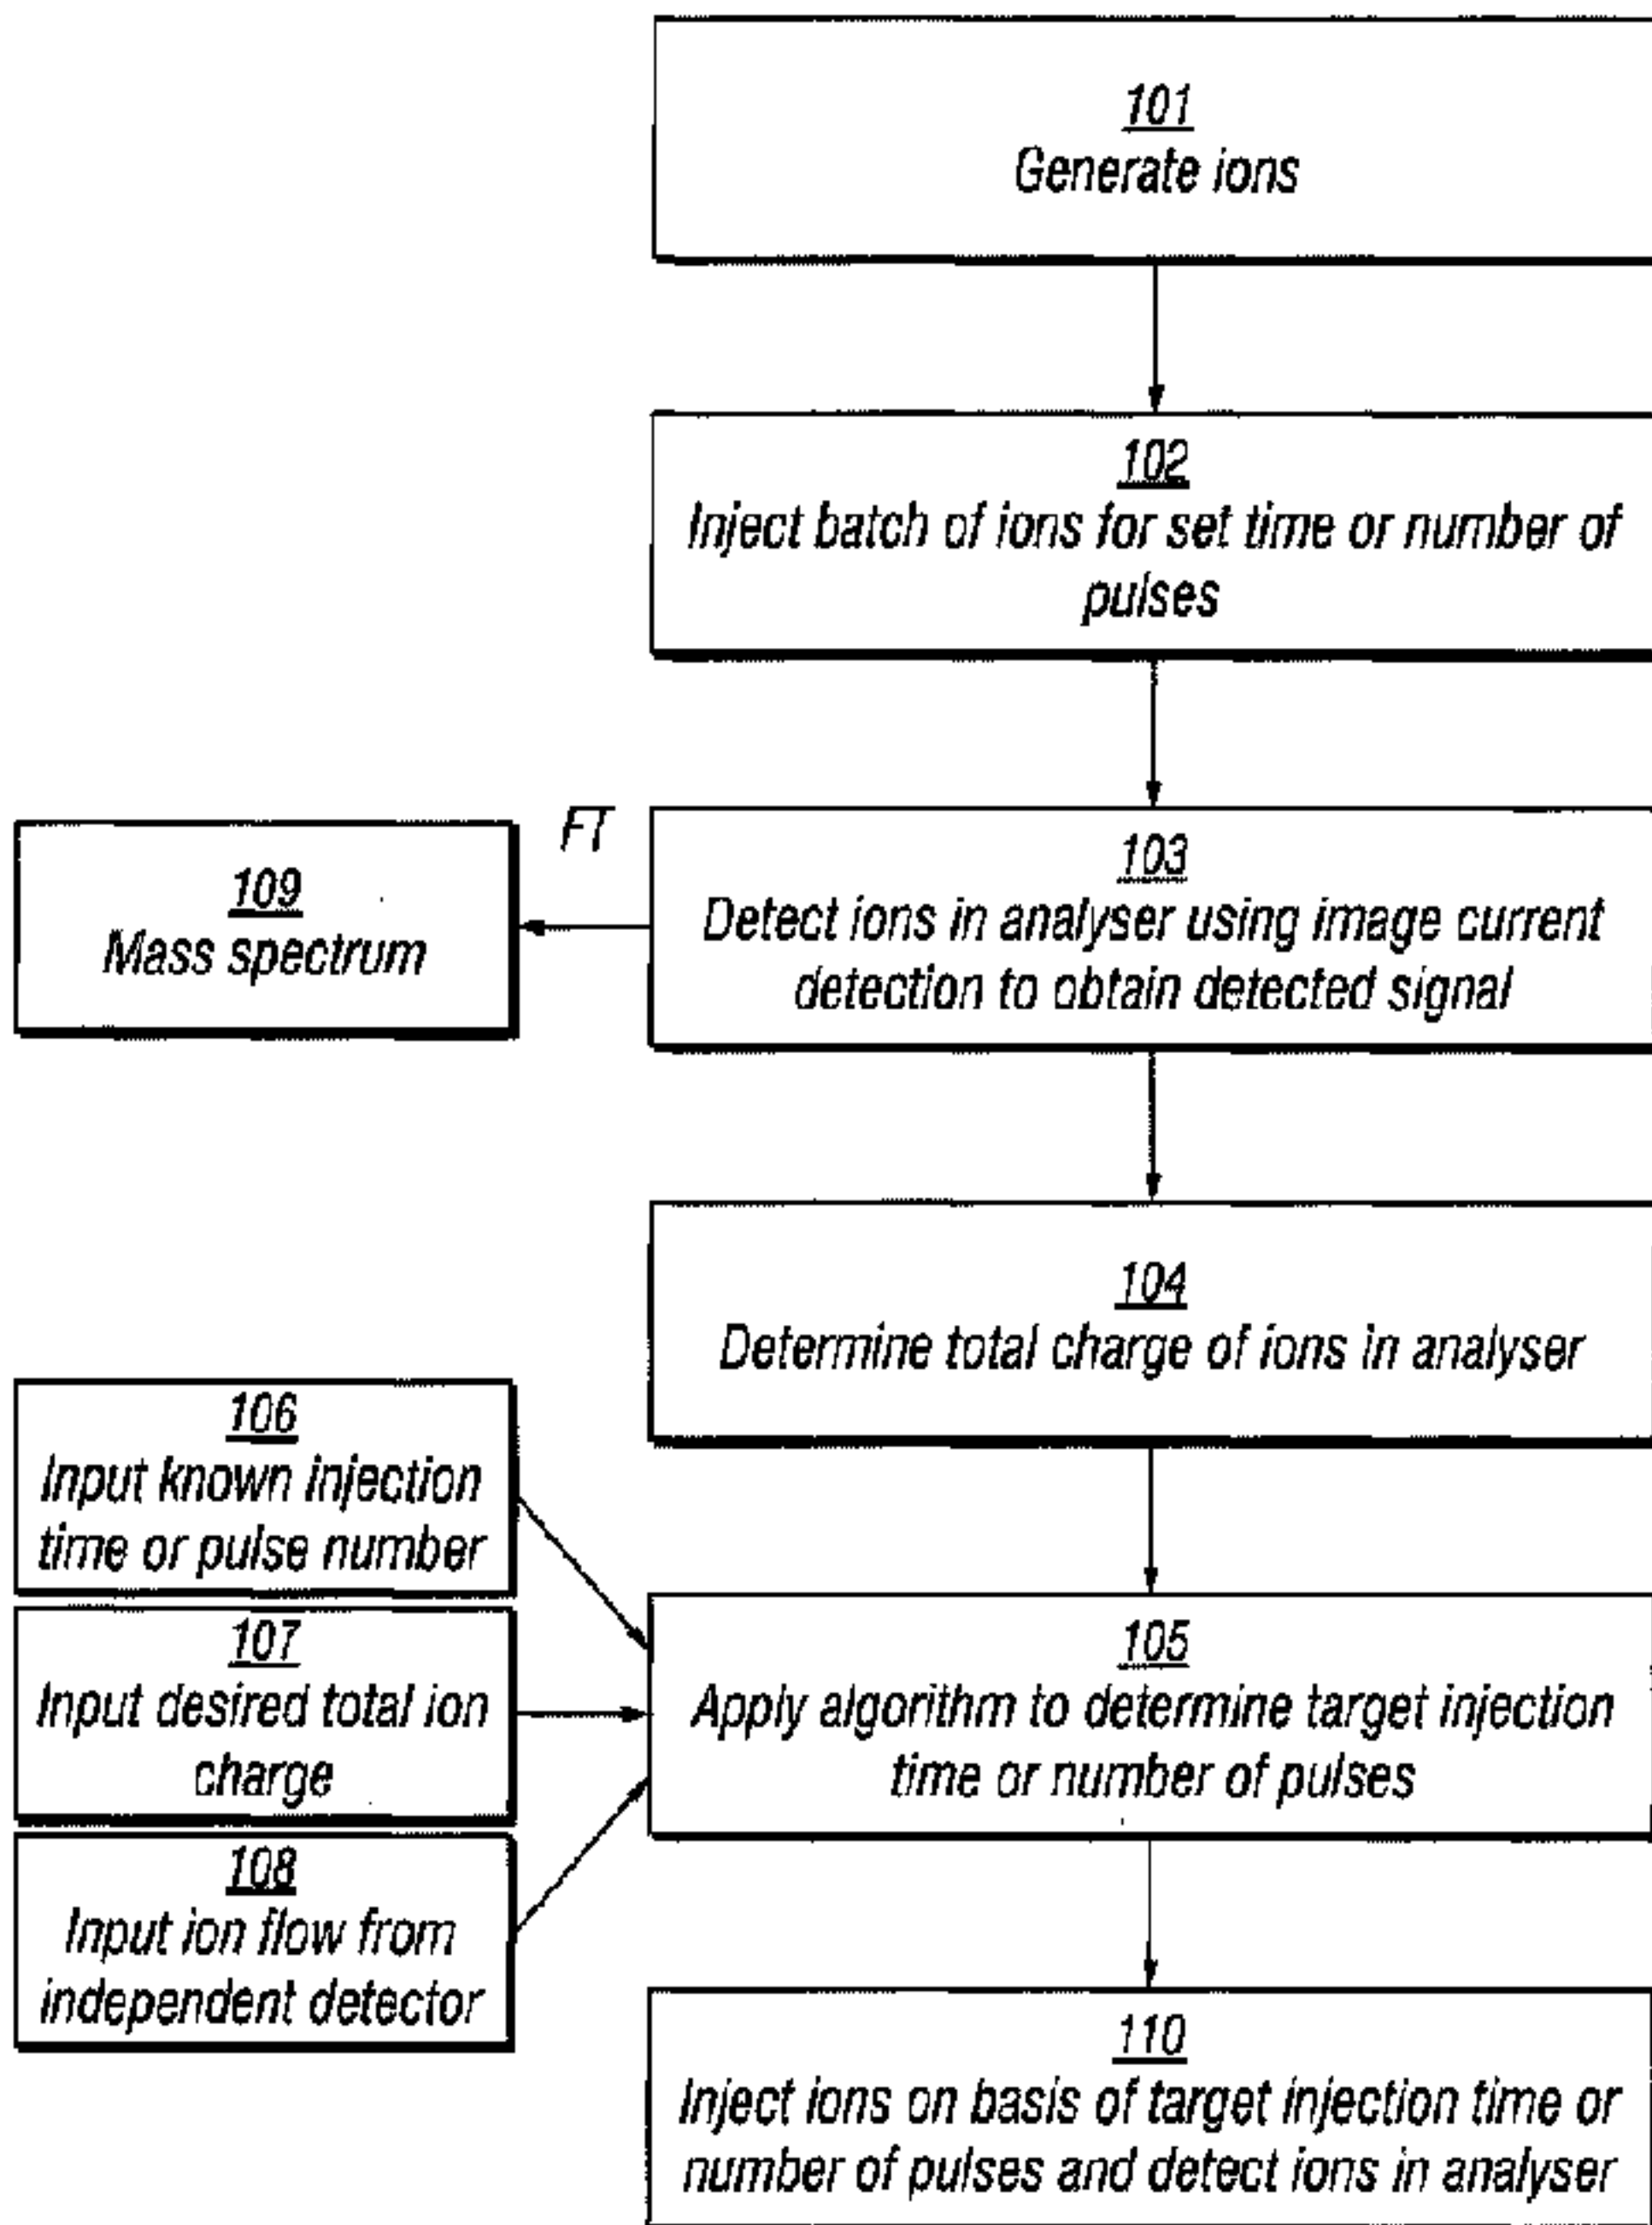 101
Generate ions
102
Inject batch of ions for set time or number of
pulses
FT
103
Detect ions in analyser using image current
detection to obtain detected signal
109
Mass spectrum
104
Determine total charge of ions in analyser
106
Input known injection
time or pulse number
107
Input desired total ion
charge
108
Input ion flow from
independent detector
105
Apply algorithm to determine target injection
time or number of pulses
110
Inject ions on basis of target injection time or
number of pulses and detect ions in analyser